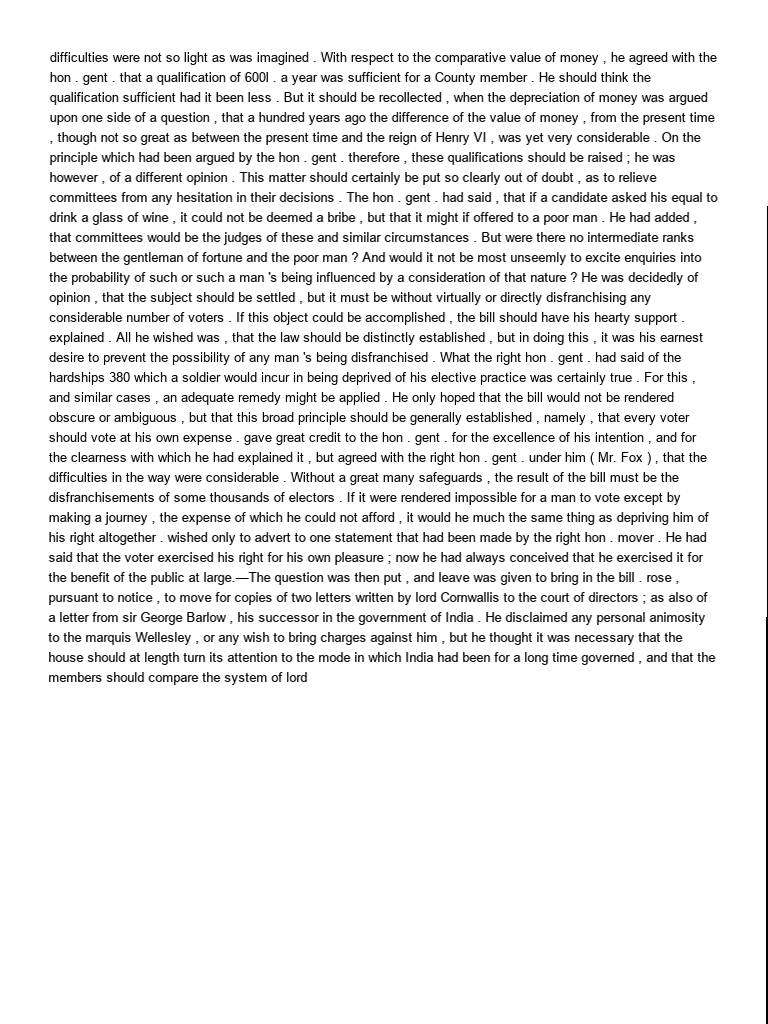 difficulties were not so light as was imagined . With respect to the comparative value of money , he agreed with the
hon . gent . that a qualification of 600l . a year was sufficient for a County member . He should think the
qualification sufficient had it been less . But it should be recollected , when the depreciation of money was argued
upon one side of a question , that a hundred years ago the difference of the value of money , from the present time
, though not so great as between the present time and the reign of Henry VI , was yet very considerable . On the
principle which had been argued by the hon . gent . therefore , these qualifications should be raised ; he was
however , of a different opinion . This matter should certainly be put so clearly out of doubt , as to relieve
committees from any hesitation in their decisions . The hon . gent . had said , that if a candidate asked his equal to
drink a glass of wine , it could not be deemed a bribe , but that it might if offered to a poor man . He had added ,
that committees would be the judges of these and similar circumstances . But were there no intermediate ranks
between the gentleman of fortune and the poor man ? And would it not be most unseemly to excite enquiries into
the probability of such or such a man 's being influenced by a consideration of that nature ? He was decidedly of
opinion , that the subject should be settled , but it must be without virtually or directly disfranchising any
considerable number of voters . If this object could be accomplished , the bill should have his hearty support .
explained . All he wished was , that the law should be distinctly established , but in doing this , it was his earnest
desire to prevent the possibility of any man 's being disfranchised . What the right hon . gent . had said of the
hardships 380 which a soldier would incur in being deprived of his elective practice was certainly true . For this ,
and similar cases , an adequate remedy might be applied . He only hoped that the bill would not be rendered
obscure or ambiguous , but that this broad principle should be generally established , namely , that every voter
should vote at his own expense . gave great credit to the hon . gent . for the excellence of his intention , and for
the clearness with which he had explained it , but agreed with the right hon . gent . under him ( Mr. Fox ) , that the
difficulties in the way were considerable . Without a great many safeguards , the result of the bill must be the
disfranchisements of some thousands of electors . If it were rendered impossible for a man to vote except by
making a journey , the expense of which he could not afford , it would he much the same thing as depriving him of
his right altogether . wished only to advert to one statement that had been made by the right hon . mover . He had
said that the voter exercised his right for his own pleasure ; now he had always conceived that he exercised it for
the benefit of the public at large.—The question was then put , and leave was given to bring in the bill . rose ,
pursuant to notice , to move for copies of two letters written by lord Cornwallis to the court of directors ; as also of
a letter from sir George Barlow , his successor in the government of India . He disclaimed any personal animosity
to the marquis Wellesley , or any wish to bring charges against him , but he thought it was necessary that the
house should at length turn its attention to the mode in which India had been for a long time governed , and that the
members should compare the system of lord